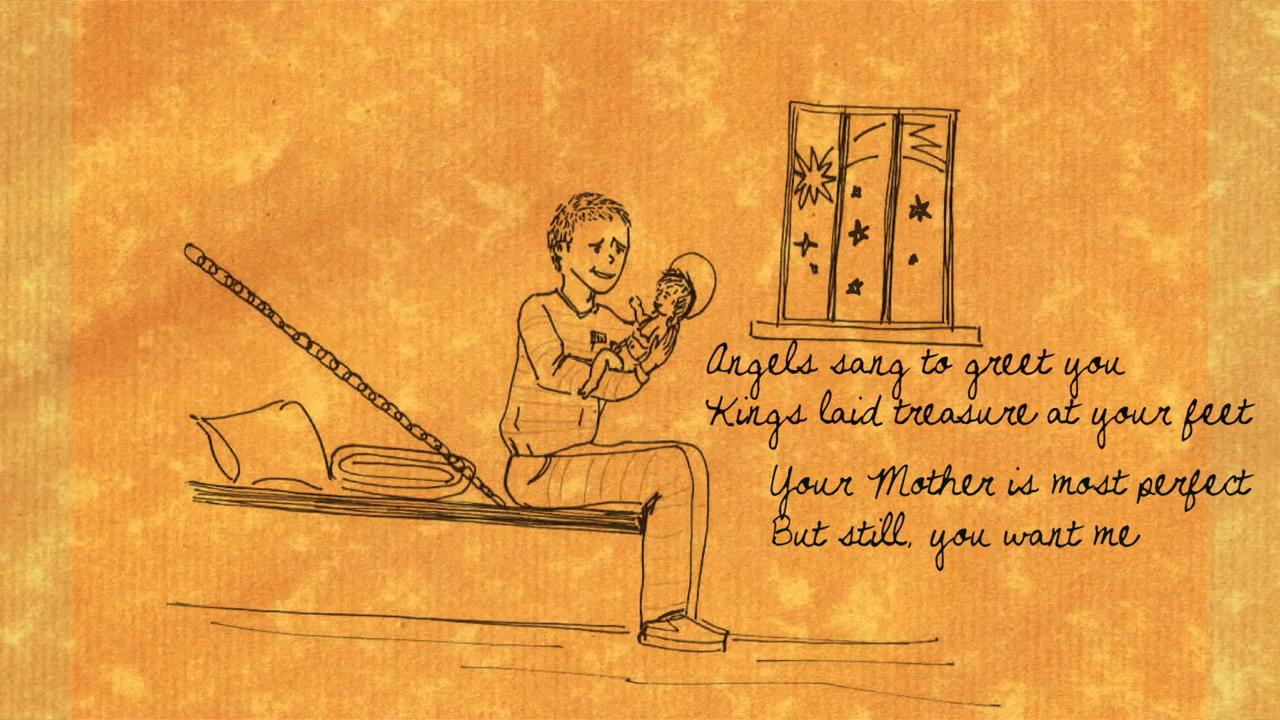 Angels sang to greet you
Kings laid treasure at your feet
Your Mother is most perfect
But still, you want me